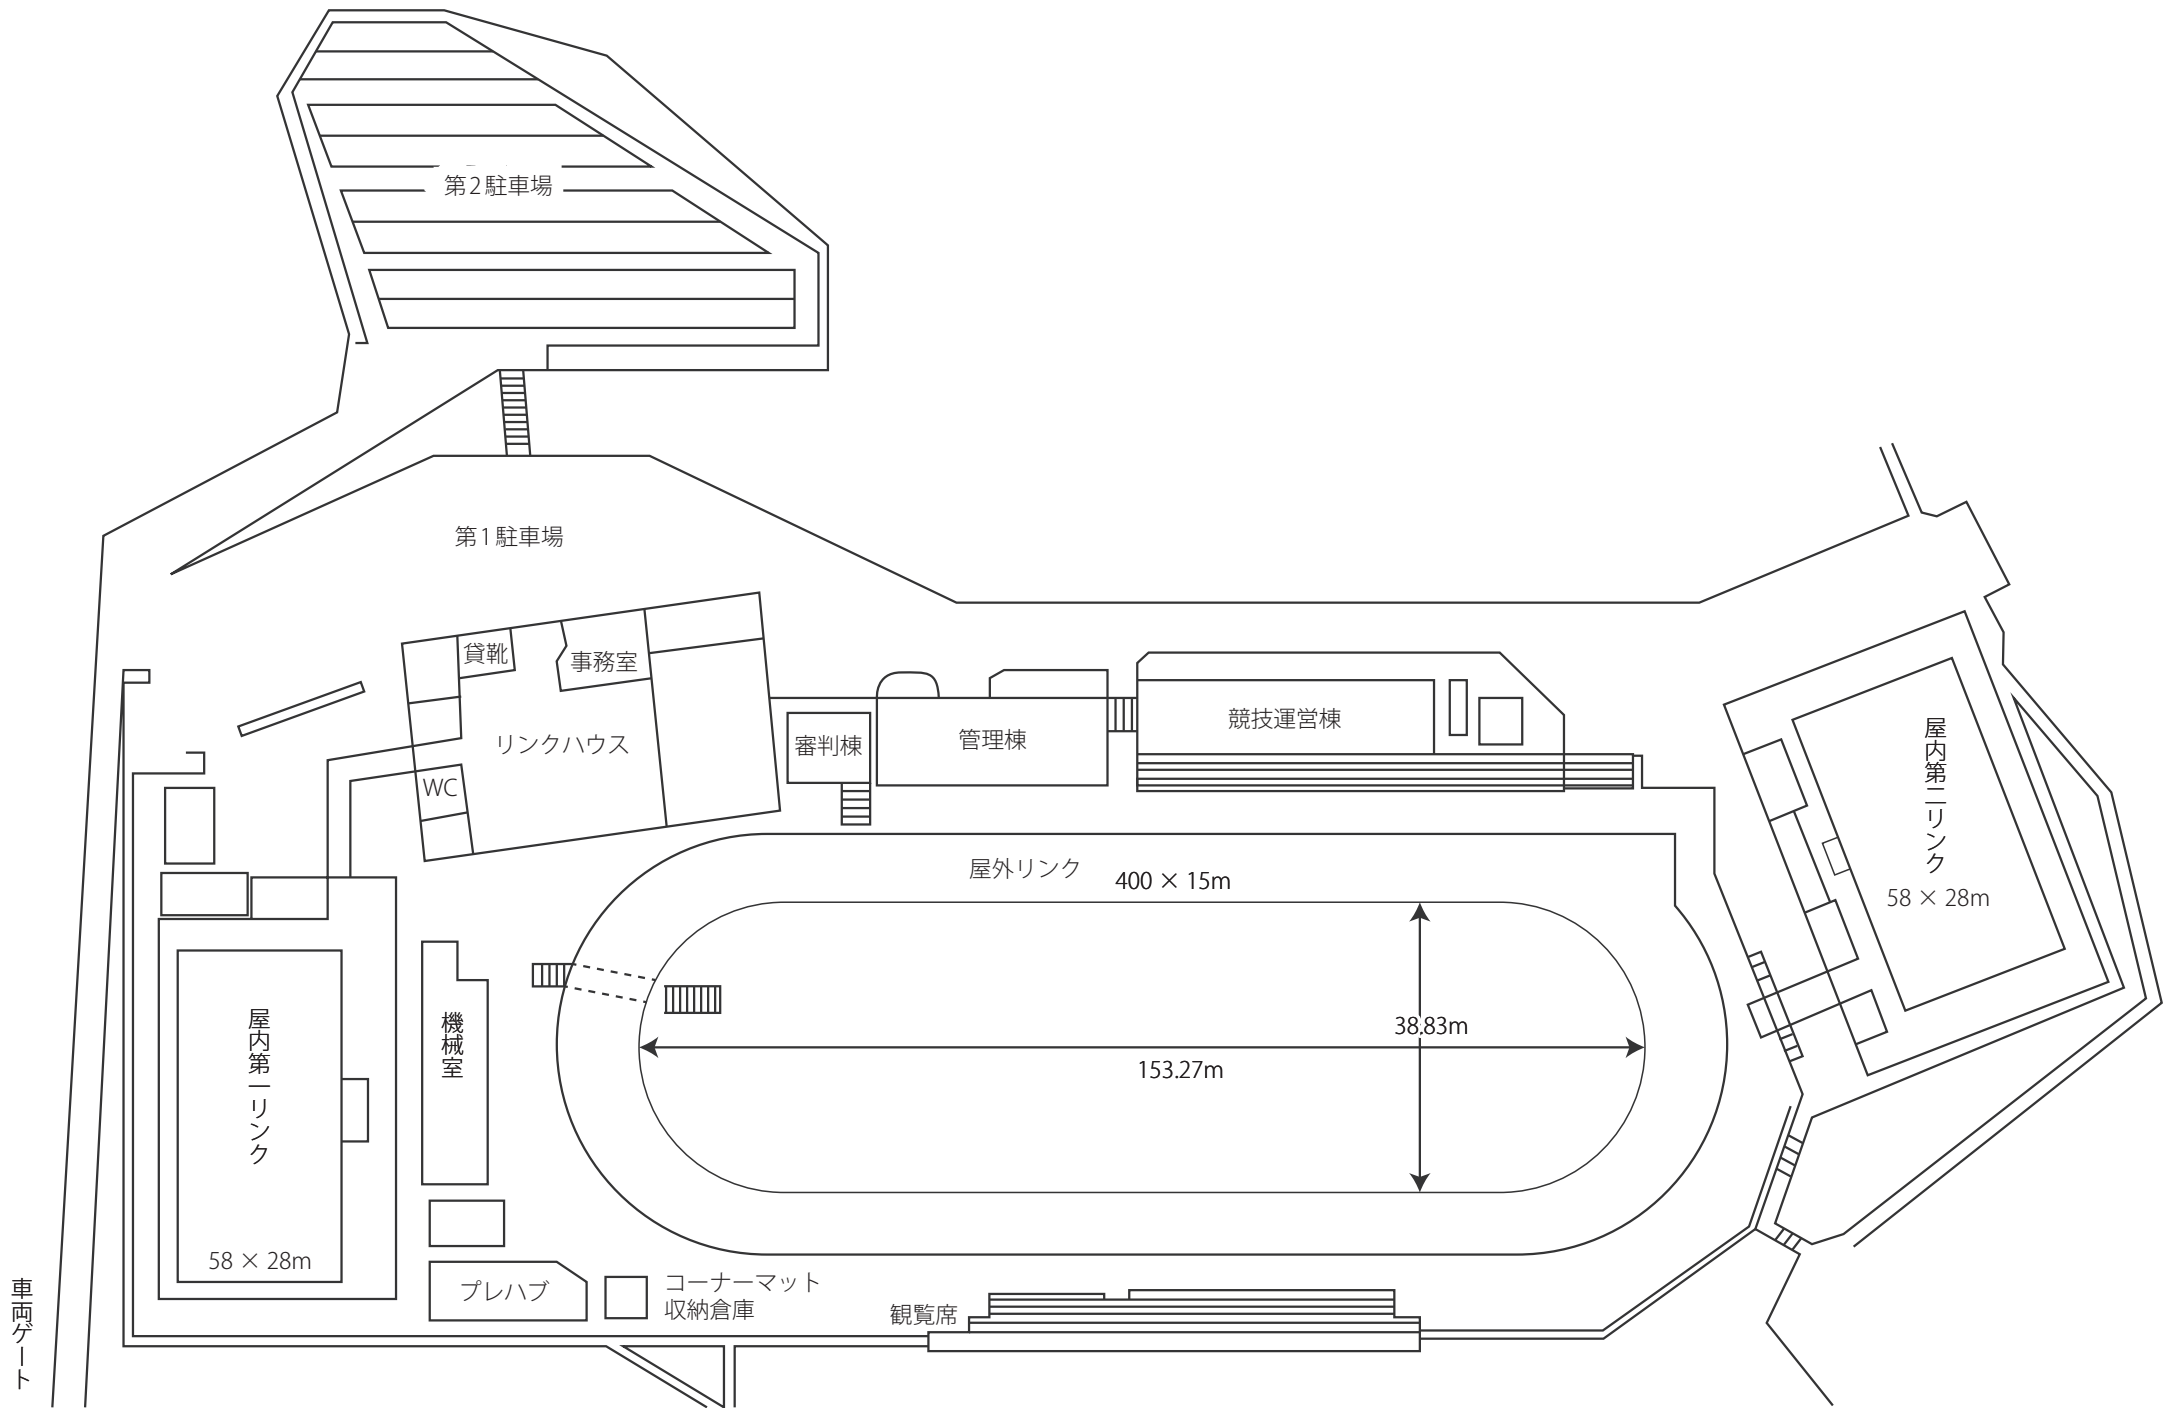 第2駐車場
第1駐車場
貸靴
事務室
リンクハウス
WC
審判棟
管理棟
競技運営棟
屋内第二リンク
58 × 28m
屋外リンク
400 × 15m
38.83m
153.27m
機械室
屋内第一リンク
58 × 28m
プレハブ
コーナーマット
収納倉庫
観覧席
車両ゲート